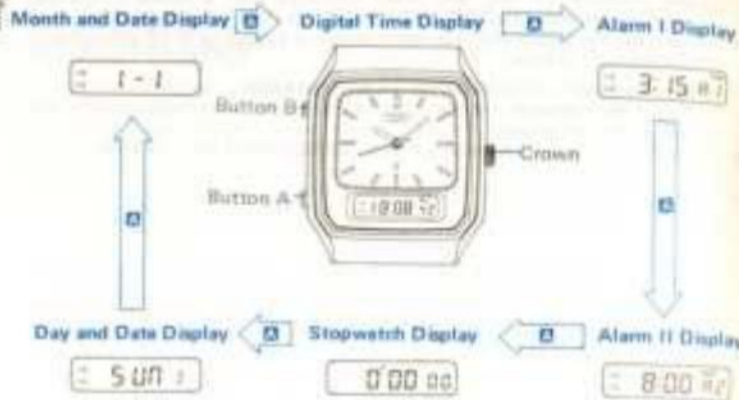 Month and Date Display A Digital Time Display A Alarm I Display
1-1
3:15
Button B
Crown
Button A
A
A
Day and Date Display A Stopwatch Display A Alarm II Display
SUN 1
0'00 00
8:00